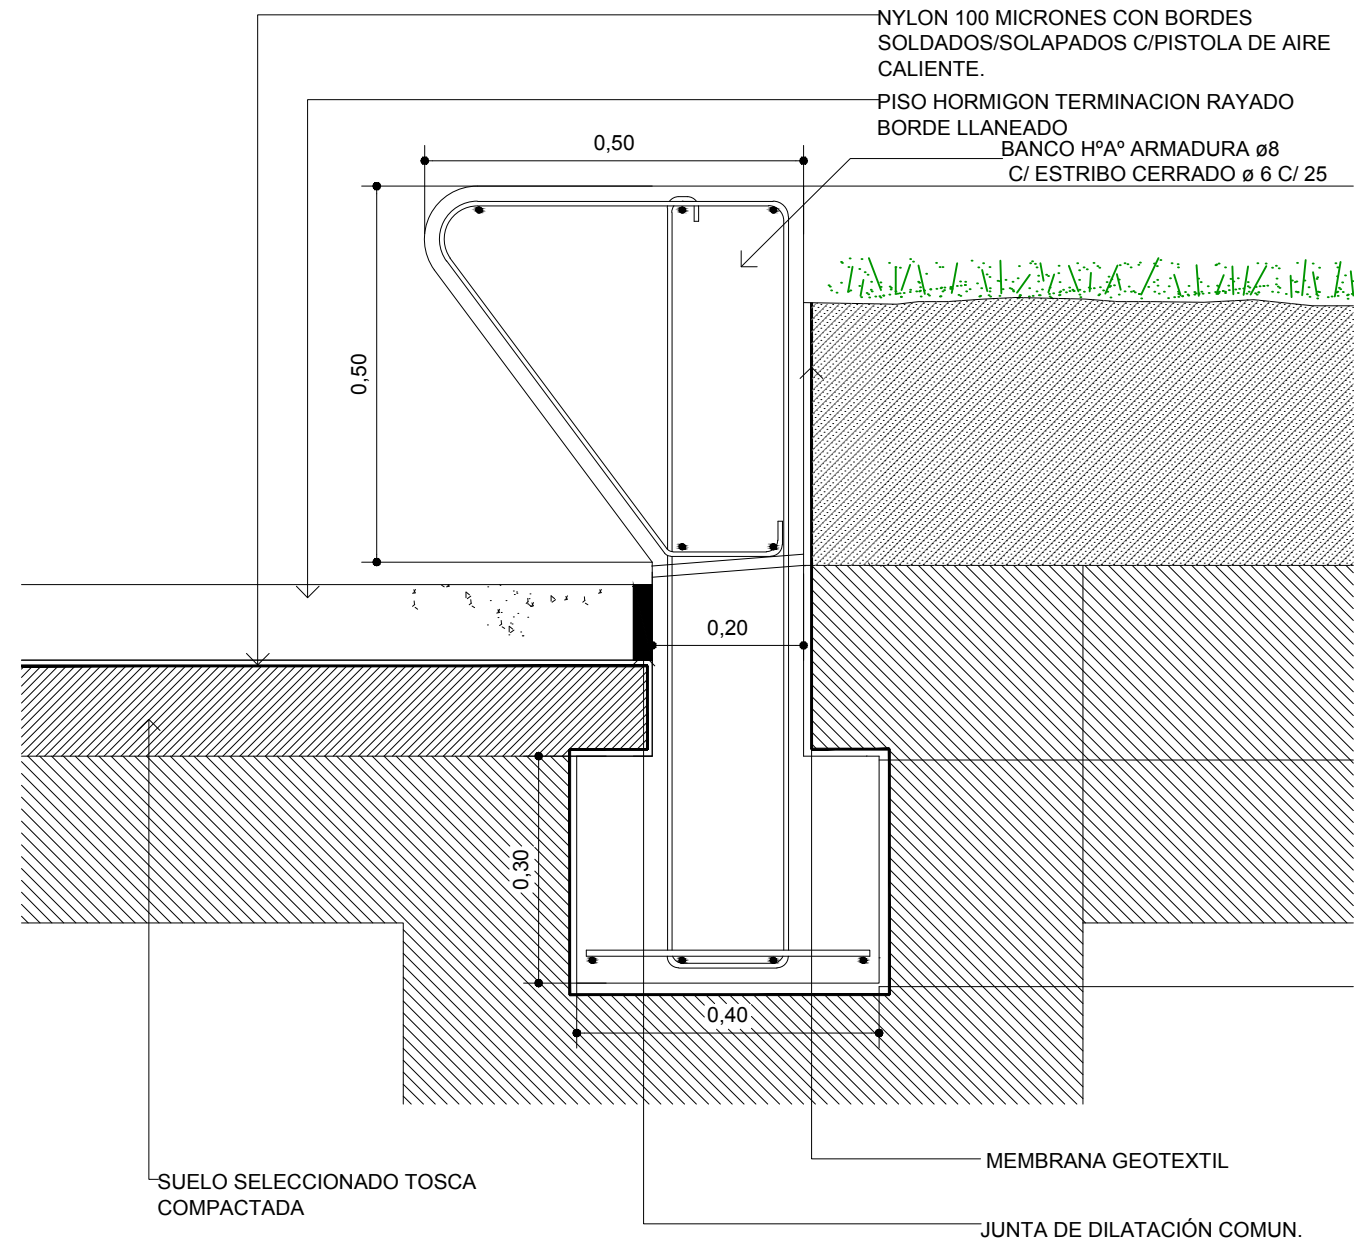 NYLON 100 MICRONES CON BORDES
SOLDADOS/SOLAPADOS C/PISTOLA DE AIRE
CALIENTE.
PISO HORMIGON TERMINACION RAYADO
BORDE LLANEADO
BANCO HºAº ARMADURA ø8
C/ ESTRIBO CERRADO ø 6 C/ 25
0,50
0,50
0,20
0,30
0,40
MEMBRANA GEOTEXTIL
SUELO SELECCIONADO TOSCA
COMPACTADA
JUNTA DE DILATACIÓN COMUN.